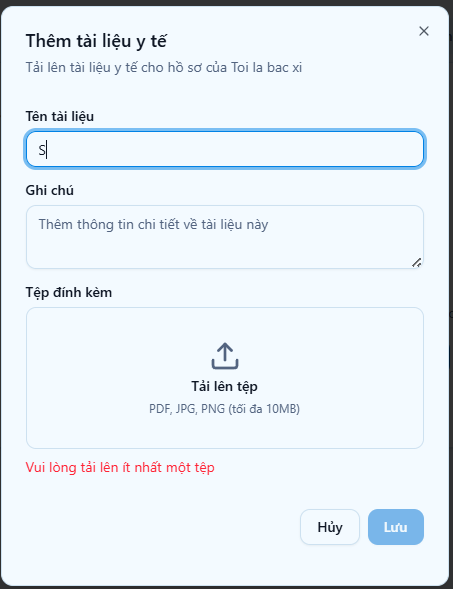 Thêm tài liệu y tế
Tải lên tài liệu y tế cho hồ sơ của Toi la bac xi
Tên tài liệu
S
Ghi chú
Thêm thông tin chi tiết về tài liệu này
Tệp đính kèm
Tải lên tệp
PDF, JPG, PNG (tối đa 10MB)
Vui lòng tải lên ít nhất một tệp
Hủy
Lưu